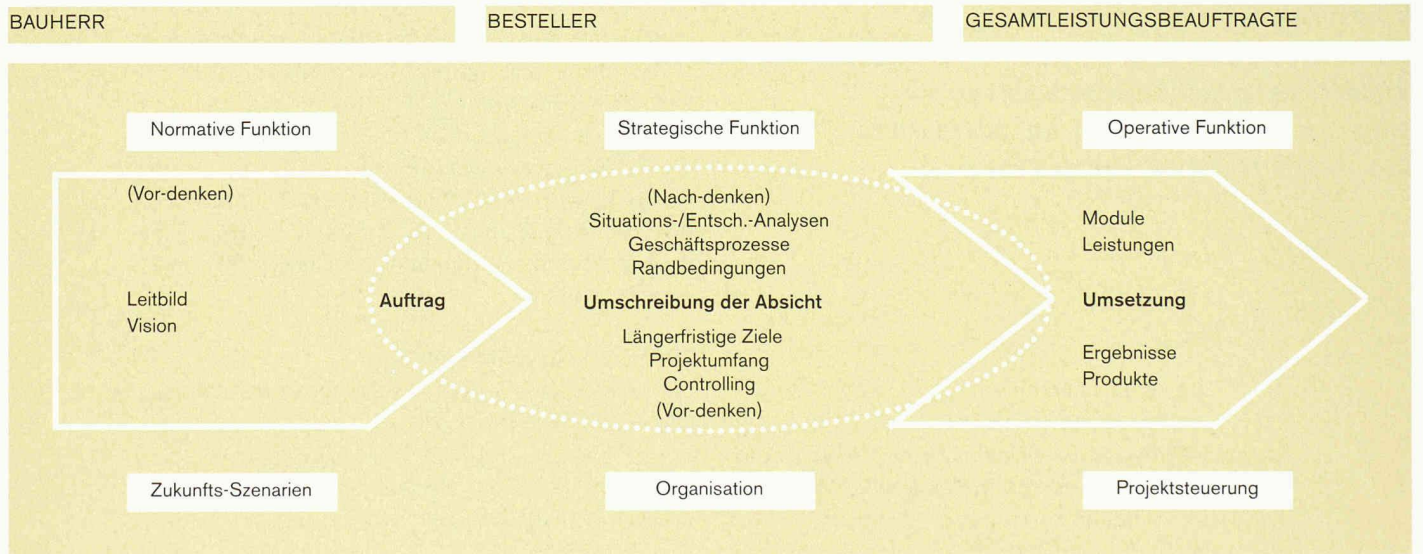 BAUHERR
BESTELLER
GESAMTLEISTUNGSBEAUFTRAGTE
Normative Funktion
Strategische Funktion
Operative Funktion
(Vor-denken)
Leitbild
Vision
Auftrag
(Nach-denken)
Situations-/Entsch.-Analysen
Geschäftsprozesse
Randbedingungen
Umschreibung der Absicht
Längerfristige Ziele
Projektumfang
Controlling
(Vor-denken)
Module
Leistungen
Umsetzung
Ergebnisse
Produkte
Zukunfts-Szenarien
Organisation
Projektsteuerung